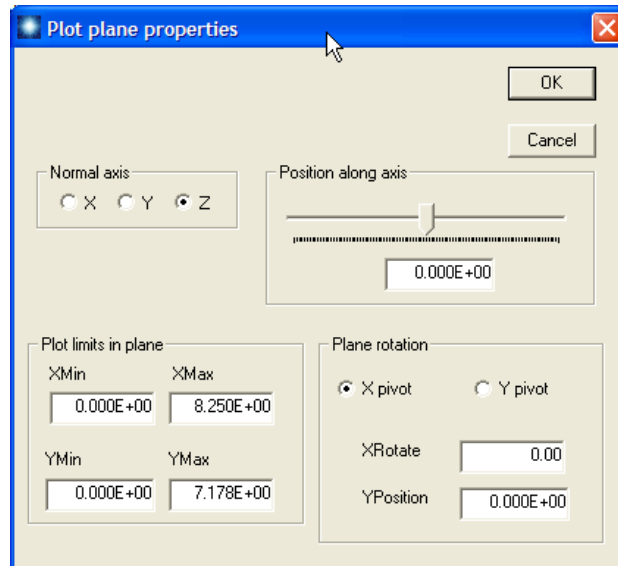 Plot plane properties
OK
Cancel
Normal axis
X Y Z
Position along axis
0.000E+00
Plot limits in plane
XMin XMax
0.000E+00 8.250E+00
YMin YMax
0.000E+00 7.178E+00
Plane rotation
X pivot Y pivot
XRotate 0.00
YPosition 0.000E+00